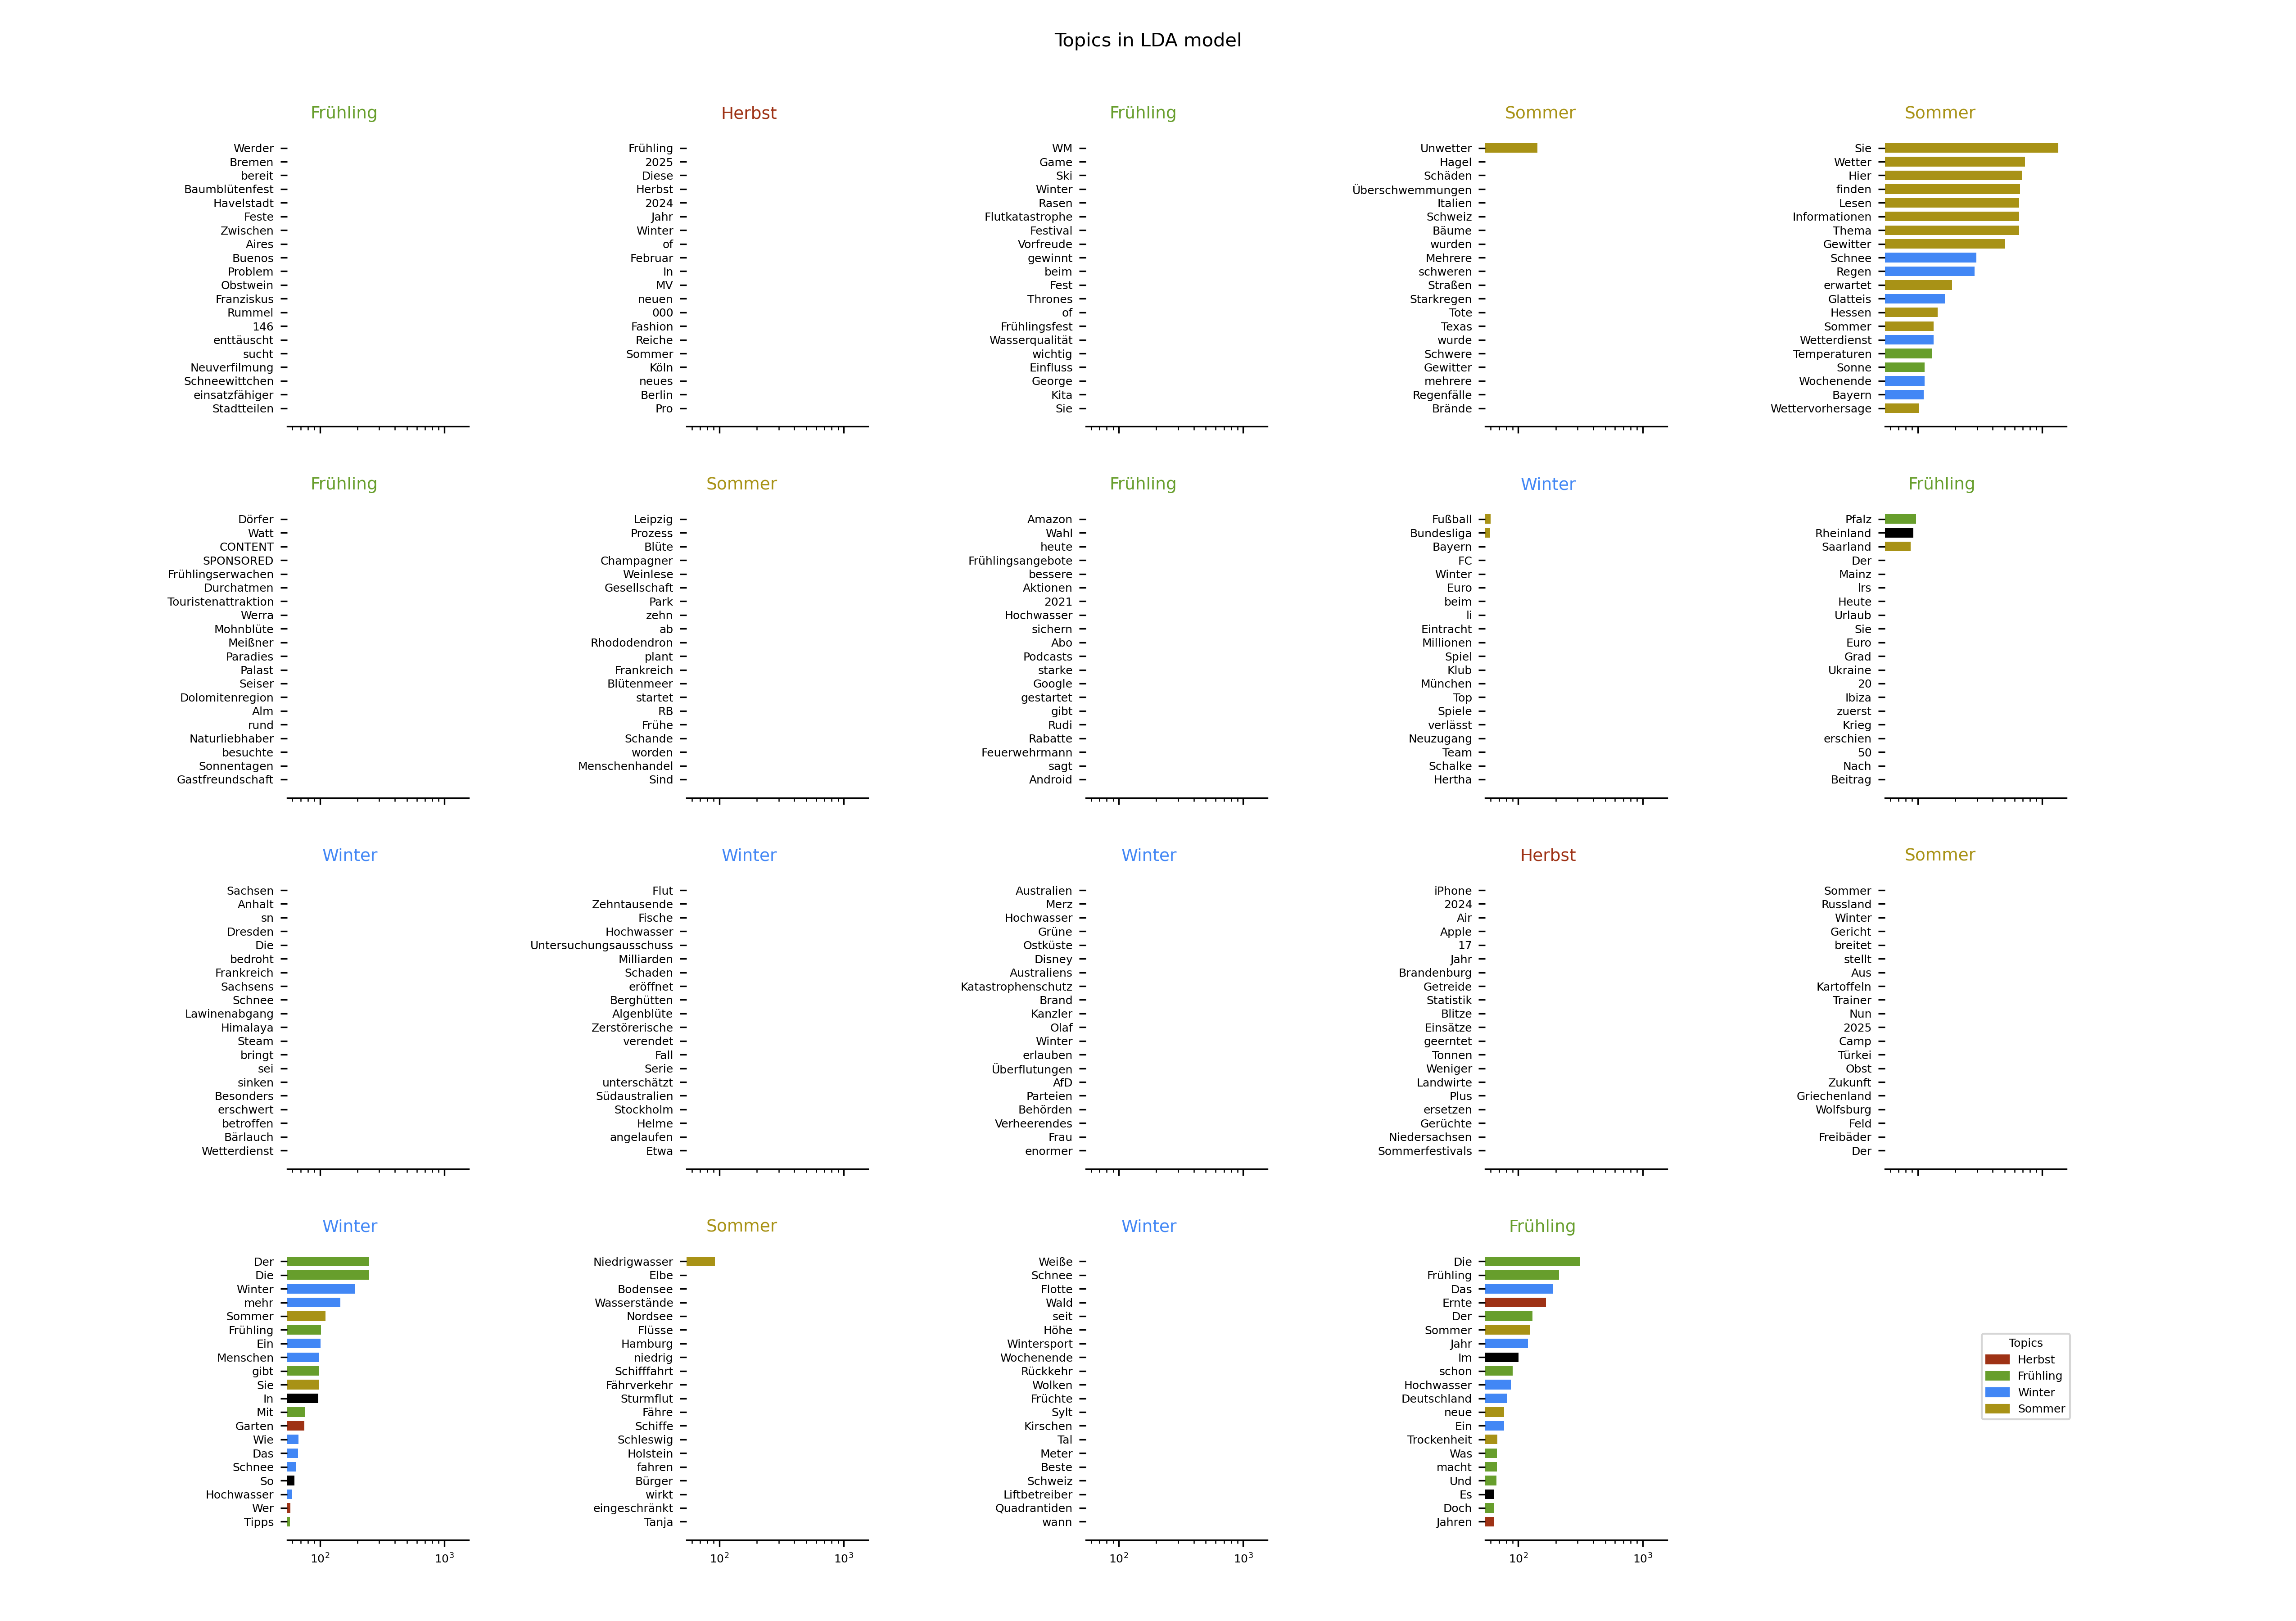 Topics in LDA model
Frühling
Werder
Bremen
bereit
Baumblütenfest
Havelstadt
Feste
Zwischen
Aires
Buenos
Problem
Obstwein
Franziskus
Rummel
146
enttäuscht
sucht
Neuverfilmung
Schneewittchen
einsatzfähiger
Stadtteilen
Herbst
Frühling
2025
Diese
Herbst
2024
Jahr
Winter
of
Februar
In
MV
neuen
000
Fashion
Reiche
Sommer
Köln
neues
Berlin
Pro
Frühling
WM
Game
Ski
Winter
Rasen
Flutkatastrophe
Festival
Vorfreude
gewinnt
beim
Fest
Thrones
of
Frühlingsfest
Wasserqualität
wichtig
Einfluss
George
Kita
Sie
Sommer
Unwetter
Hagel
Schäden
Überschwemmungen
Italien
Schweiz
Bäume
wurden
Mehrere
schweren
Straßen
Starkregen
Tote
Texas
wurde
Schwere
Gewitter
mehrere
Regenfälle
Brände
Sommer
Sie
Wetter
Hier
finden
Lesen
Informationen
Thema
Gewitter
Schnee
Regen
erwartet
Glatteis
Hessen
Sommer
Wetterdienst
Temperaturen
Sonne
Wochenende
Bayern
Wettervorhersage
Frühling
Dörfer
Watt
CONTENT
SPONSORED
Frühlingserwachen
Durchatmen
Touristenattraktion
Werra
Mohnblüte
Meißner
Paradies
Palast
Seiser
Dolomitenregion
Alm
rund
Naturliebhaber
besuchte
Sonnentagen
Gastfreundschaft
Sommer
Leipzig
Prozess
Blüte
Champagner
Weinlese
Gesellschaft
Park
zehn
ab
Rhododendron
plant
Frankreich
Blütenmeer
startet
RB
Frühe
Schande
worden
Menschenhandel
Sind
Frühling
Amazon
Wahl
heute
Frühlingsangebote
bessere
Aktionen
2021
Hochwasser
sichern
Abo
Podcasts
starke
Google
gestartet
gibt
Rudi
Rabatte
Feuerwehrmann
sagt
Android
Winter
Fußball
Bundesliga
Bayern
FC
Winter
Euro
beim
li
Eintracht
Millionen
Spiel
Klub
München
Top
Spiele
verlässt
Neuzugang
Team
Schalke
Hertha
Frühling
Pfalz
Rheinland
Saarland
Der
Mainz
Irs
Heute
Urlaub
Sie
Euro
Grad
Ukraine
20
Ibiza
zuerst
Krieg
erschien
50
Nach
Beitrag
Winter
Sachsen
Anhalt
sn
Dresden
Die
bedroht
Frankreich
Sachsens
Schnee
Lawinenabgang
Himalaya
Steam
bringt
sei
sinken
Besonders
erschwert
betroffen
Bärlauch
Wetterdienst
Winter
Flut
Zehntausende
Fische
Hochwasser
Untersuchungsausschuss
Milliarden
Schaden
eröffnet
Berghütten
Algenblüte
Zerstörerische
verendet
Fall
Serie
unterschätzt
Südaustralien
Stockholm
Helme
angelaufen
Etwa
Winter
Australien
Merz
Hochwasser
Grüne
Ostküste
Disney
Australiens
Katastrophenschutz
Brand
Kanzler
Olaf
Winter
erlauben
Überflutungen
AfD
Parteien
Behörden
Verheerendes
Frau
enormer
Herbst
iPhone
2024
Air
Apple
17
Jahr
Brandenburg
Getreide
Statistik
Blitze
Einsätze
geerntet
Tonnen
Weniger
Landwirte
Plus
ersetzen
Gerüchte
Niedersachsen
Sommerfestivals
Sommer
Sommer
Russland
Winter
Gericht
breitet
stellt
Aus
Kartoffeln
Trainer
Nun
2025
Camp
Türkei
Obst
Zukunft
Griechenland
Wolfsburg
Feld
Freibäder
Der
Winter
Der
Die
Winter
mehr
Sommer
Frühling
Ein
Menschen
gibt
Sie
In
Mit
Garten
Wie
Das
Schnee
So
Hochwasser
Wer
Tipps
10² 10³
Sommer
Niedrigwasser
Elbe
Bodensee
Wasserstände
Nordsee
Flüsse
Hamburg
niedrig
Schifffahrt
Fährverkehr
Sturmflut
Fähre
Schiffe
Schleswig
Holstein
fahren
Bürger
wirkt
eingeschränkt
Tanja
10² 10³
Winter
Weiße
Schnee
Flotte
Wald
seit
Höhe
Wintersport
Wochenende
Rückkehr
Wolken
Früchte
Sylt
Kirschen
Tal
Meter
Beste
Schweiz
Liftbetreiber
Quadrantiden
wann
10² 10³
Frühling
Die
Frühling
Das
Ernte
Der
Sommer
Jahr
Im
schon
Hochwasser
Deutschland
neue
Ein
Trockenheit
Was
macht
Und
Es
Doch
Jahren
10² 10³
Topics
Herbst
Frühling
Winter
Sommer